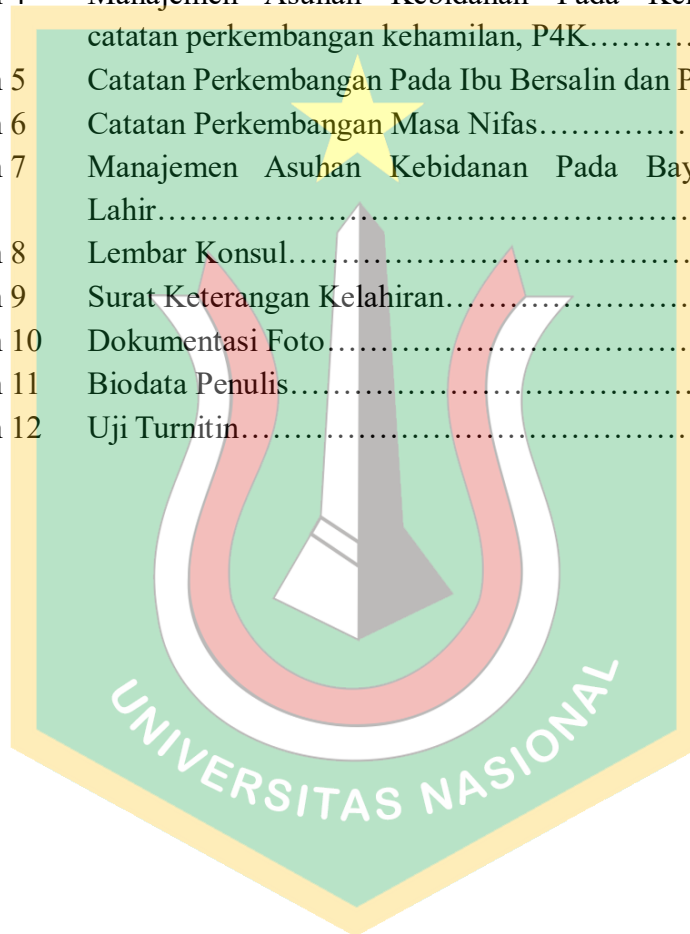 Manajemen Asuhan Kebidanan Pada
catatan perkembangan kehamilan, P4K……………
5 Catatan Perkembangan Pada Ibu Bersalin dan P
6 Catatan Perkembangan Masa Nifas……………
7 Manajemen Asuhan Kebidanan Pada Bay
Lahir……………………………………………
8 Lembar Konsul…………………………………
9 Surat Keterangan Kelahiran……………………
10 Dokumentasi Foto………………………………
11 Biodata Penulis…………………………………
12 Uji Turnitin……………………………………
UNIVERSITAS NASIONAL